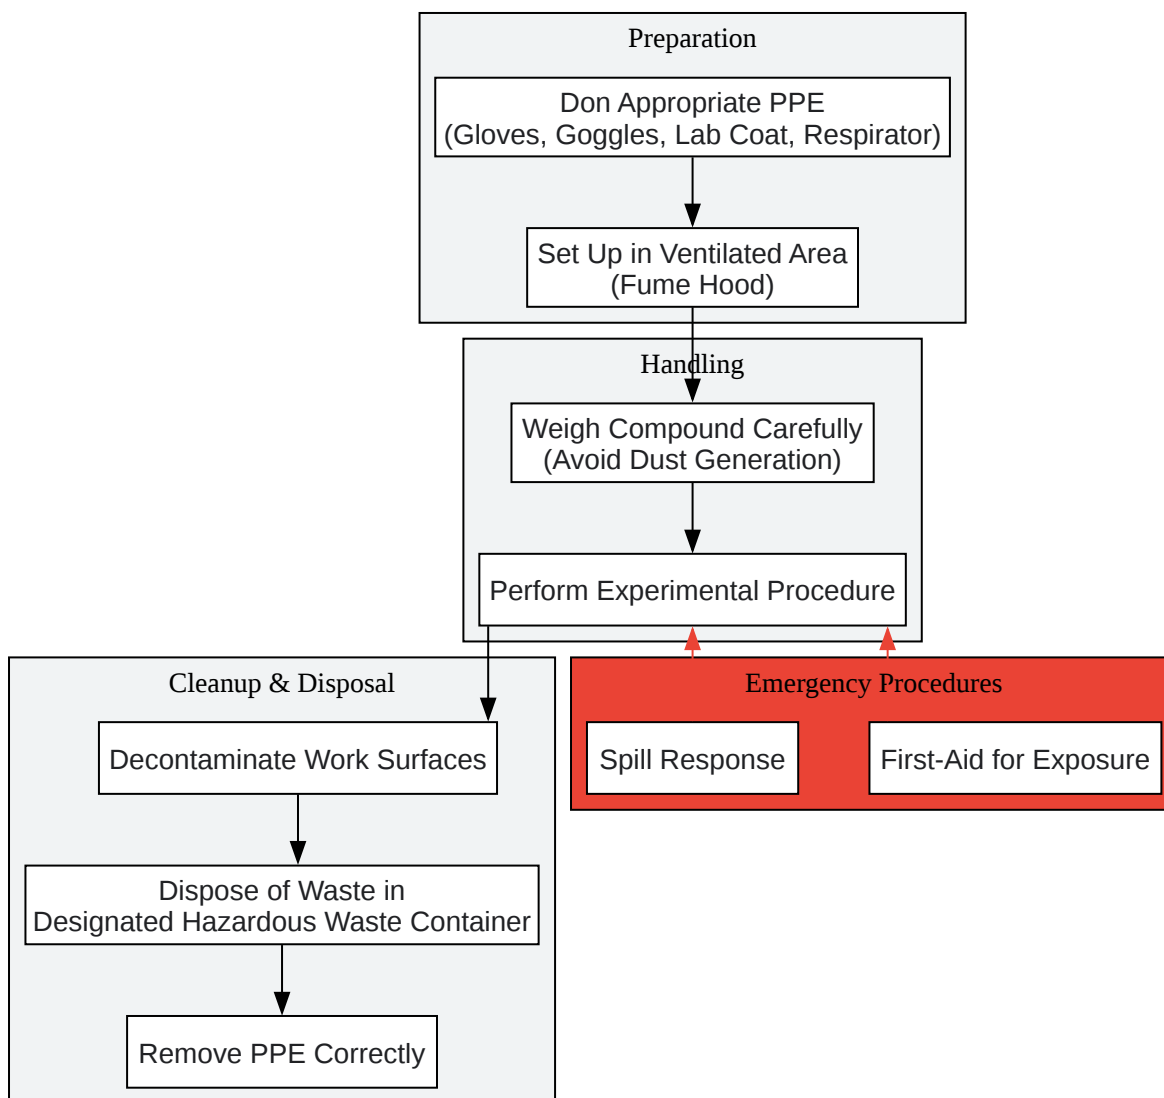 Preparation
Don Appropriate PPE
(Gloves, Goggles, Lab Coat, Respirator)
Set Up in Ventilated Area
(Fume Hood)
Handling
Weigh Compound Carefully
(Avoid Dust Generation)
Perform Experimental Procedure
Cleanup & Disposal
Decontaminate Work Surfaces
Dispose of Waste in
Designated Hazardous Waste Container
Remove PPE Correctly
Emergency Procedures
Spill Response
First-Aid for Exposure